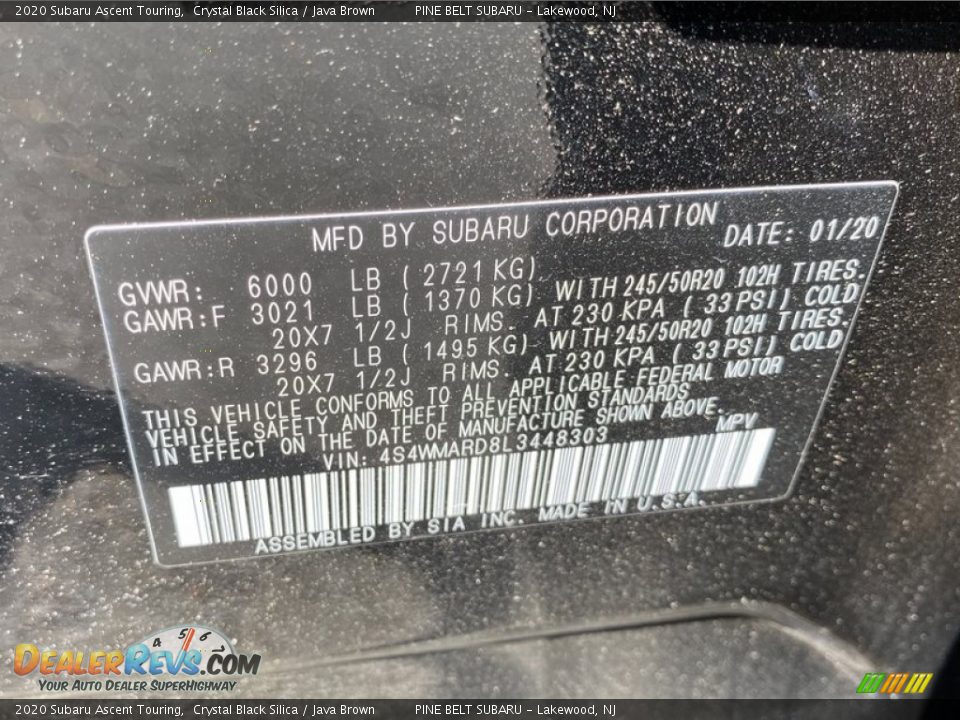 2020 Subaru Ascent Touring, Crystal Black Silica / Java Brown PINE BELT SUBARU - Lakewood, NJ
MFD BY SUBARU CORPORATION DATE: 01/20
GVWR: 6000 LB ( 2721 KG)
GAWR:F 3021 LB ( 1370 KG) WITH 245/50R20 102H TIRES.
20X7 1/2J RIMS. AT 230 KPA ( 33 PSI) COLD
GAWR:R 3296 LB ( 1495 KG) WITH 245/50R20 102H TIRES.
20X7 1/2J RIMS. AT 230 KPA ( 33 PSI) COLD
THIS VEHICLE CONFORMS TO ALL APPLICABLE FEDERAL MOTOR
VEHICLE SAFETY AND THEFT PREVENTION STANDARDS
IN EFFECT ON THE DATE OF MANUFACTURE SHOWN ABOVE.
VIN: 4S4WMARD8L3448303 MPV
ASSEMBLED BY SIA INC. MADE IN U.S.A.
4 5 6
DEALERREVS.COM
YOUR AUTO DEALER SUPERHIGHWAY
2020 Subaru Ascent Touring, Crystal Black Silica / Java Brown PINE BELT SUBARU - Lakewood, NJ